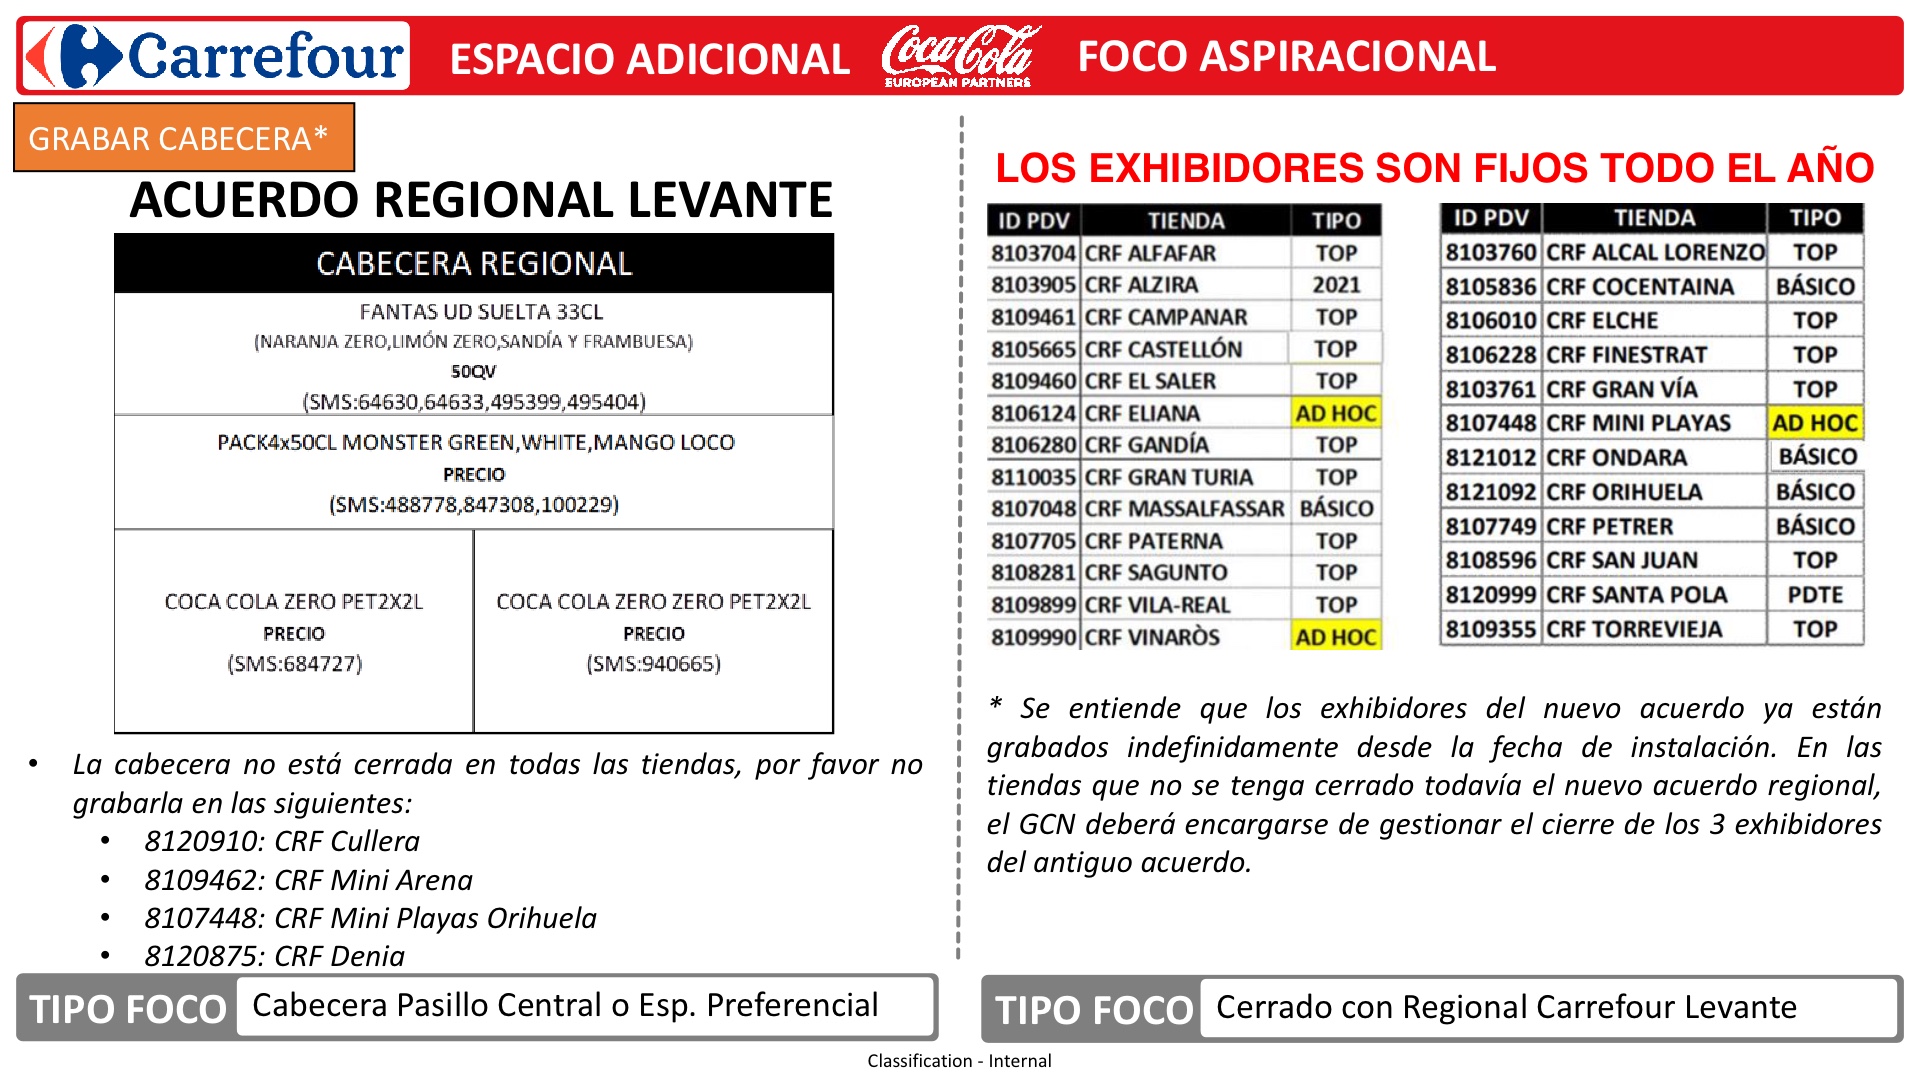 Carrefour
ESPACIO ADICIONAL
Coca-Cola
EUROPEAN PARTNERS
FOCO ASPIRACIONAL
GRABAR CABECERA*
ACUERDO REGIONAL LEVANTE
CABECERA REGIONAL
FANTAS UD SUELTA 33CL
(NARANJA ZERO,LIMÓN ZERO,SANDÍA Y FRAMBUESA)
50QV
(SMS:64630,64633,495399,495404)
PACK4x50CL MONSTER GREEN,WHITE,MANGO LOCO
PRECIO
(SMS:488778,847308,100229)
COCA COLA ZERO PET2X2L
PRECIO
(SMS:684727)
COCA COLA ZERO ZERO PET2X2L
PRECIO
(SMS:940665)
• La cabecera no está cerrada en todas las tiendas, por favor no
grabarla en las siguientes:
• 8120910: CRF Cullera
• 8109462: CRF Mini Arena
• 8107448: CRF Mini Playas Orihuela
• 8120875: CRF Denia
TIPO FOCO Cabecera Pasillo Central o Esp. Preferencial
LOS EXHIBIDORES SON FIJOS TODO EL AÑO
ID PDV TIENDA TIPO
8103704 CRF ALFAFAR TOP
8103905 CRF ALZIRA 2021
8109461 CRF CAMPANAR TOP
8105665 CRF CASTELLÓN TOP
8109460 CRF EL SALER TOP
8106124 CRF ELIANA AD HOC
8106280 CRF GANDÍA TOP
8110035 CRF GRAN TURIA TOP
8107048 CRF MASSALFASSAR BÁSICO
8107705 CRF PATERNA TOP
8108281 CRF SAGUNTO TOP
8109899 CRF VILA-REAL TOP
8109990 CRF VINARÒS AD HOC
ID PDV TIENDA TIPO
8103760 CRF ALCAL LORENZO TOP
8105836 CRF COCENTAINA BÁSICO
8106010 CRF ELCHE TOP
8106228 CRF FINESTRAT TOP
8103761 CRF GRAN VÍA TOP
8107448 CRF MINI PLAYAS AD HOC
8121012 CRF ONDARA BÁSICO
8121092 CRF ORIHUELA BÁSICO
8107749 CRF PETRER BÁSICO
8108596 CRF SAN JUAN TOP
8120999 CRF SANTA POLA PDTE
8109355 CRF TORREVIEJA TOP
* Se entiende que los exhibidores del nuevo acuerdo ya están
grabados indefinidamente desde la fecha de instalación. En las
tiendas que no se tenga cerrado todavía el nuevo acuerdo regional,
el GCN deberá encargarse de gestionar el cierre de los 3 exhibidores
del antiguo acuerdo.
TIPO FOCO Cerrado con Regional Carrefour Levante
Classification - Internal